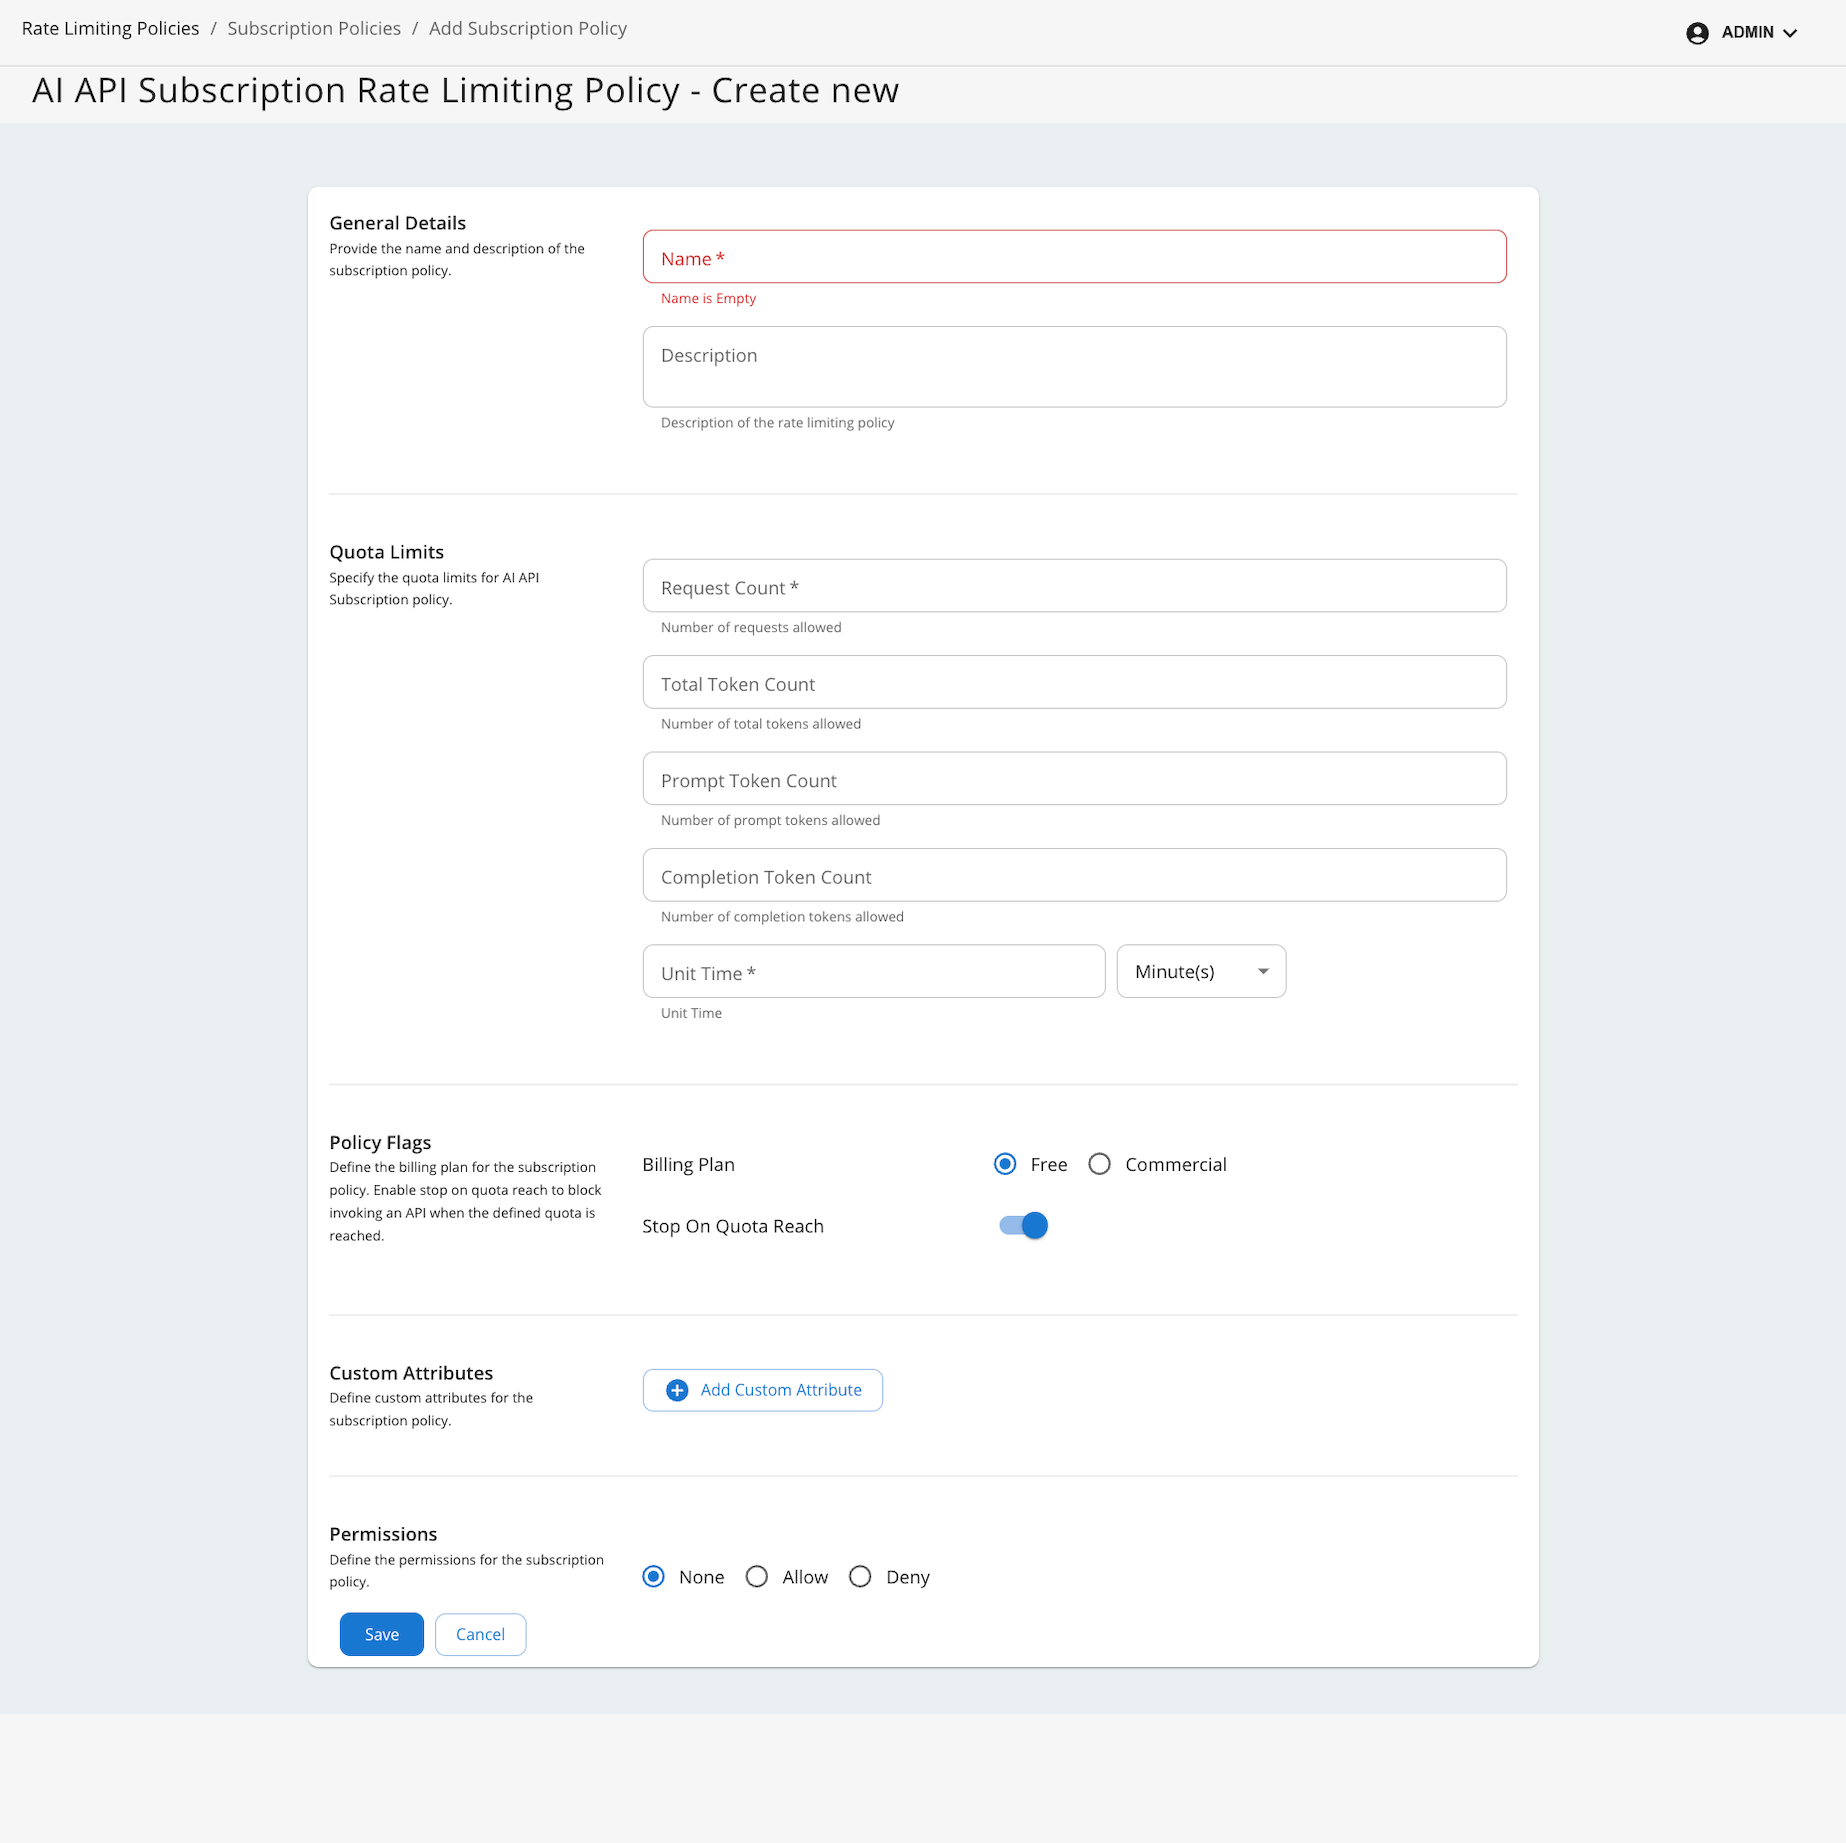 Rate Limiting Policies / Subscription Policies / Add Subscription Policy
ADMIN
AI API Subscription Rate Limiting Policy - Create new
General Details
Provide the name and description of the
subscription policy.
Name *
Name is Empty
Description
Description of the rate limiting policy
Quota Limits
Specify the quota limits for AI API
Subscription policy.
Request Count *
Number of requests allowed
Total Token Count
Number of total tokens allowed
Prompt Token Count
Number of prompt tokens allowed
Completion Token Count
Number of completion tokens allowed
Unit Time *
Minute(s)
Unit Time
Policy Flags
Define the billing plan for the subscription
policy. Enable stop on quota reach to block
invoking an API when the defined quota is
reached.
Billing Plan
Free
Commercial
Stop On Quota Reach
Custom Attributes
Define custom attributes for the
subscription policy.
Add Custom Attribute
Permissions
Define the permissions for the subscription
policy.
None
Allow
Deny
Save
Cancel